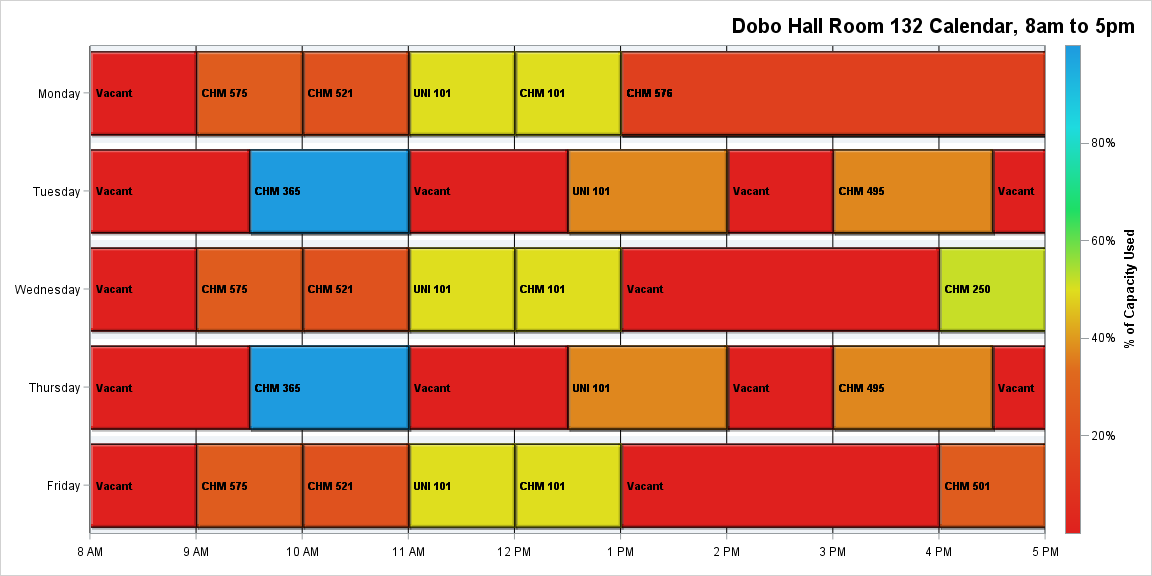 Dobo Hall Room 132 Calendar, 8am to 5pm
Monday Vacant CHM 575 CHM 521 UNI 101 CHM 101 CHM 576
Tuesday Vacant CHM 365 Vacant UNI 101 Vacant CHM 495 Vacant
Wednesday Vacant CHM 575 CHM 521 UNI 101 CHM 101 Vacant CHM 250
Thursday Vacant CHM 365 Vacant UNI 101 Vacant CHM 495 Vacant
Friday Vacant CHM 575 CHM 521 UNI 101 CHM 101 Vacant CHM 501
8 AM 9 AM 10 AM 11 AM 12 PM 1 PM 2 PM 3 PM 4 PM 5 PM
80%
60%
40%
20%
% of Capacity Used